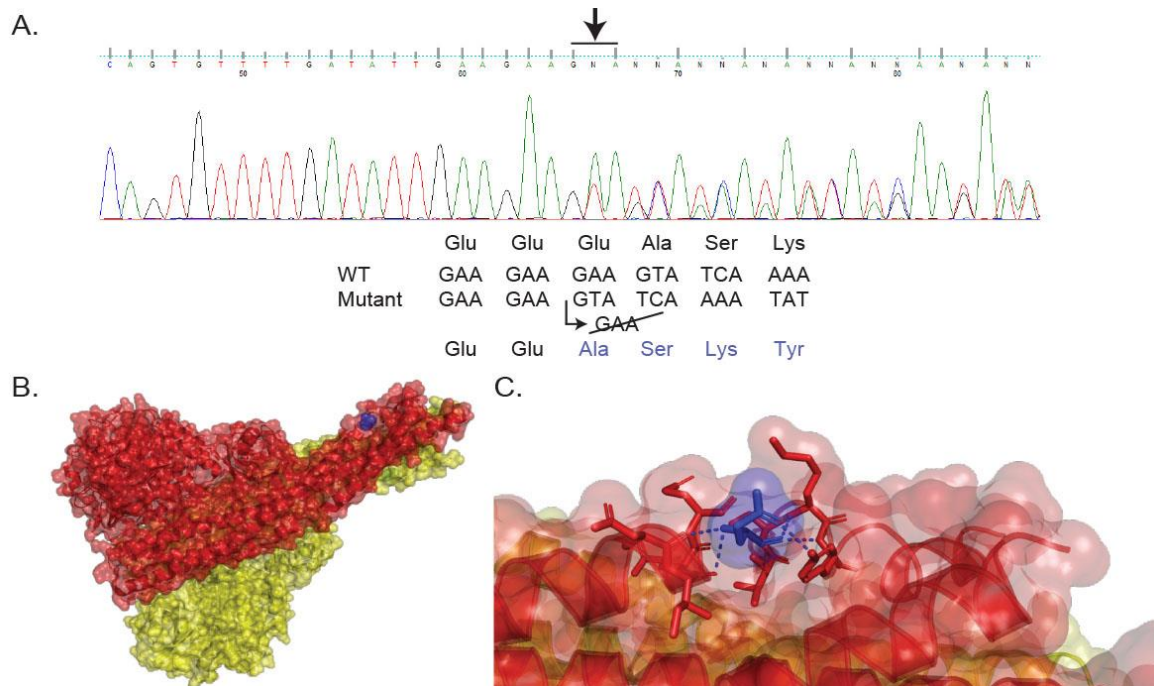 A.
C A G T G T T T T G A T A T T G A A G A A G N A N N A N N A N A N N A N N A A N A N N
50 60 70 80
Glu Glu Glu Ala Ser Lys
WT GAA GAA GAA GTA TCA AAA
Mutant GAA GAA GTA TCA AAA TAT
GAA
Glu Glu Ala Ser Lys Tyr
B.
C.